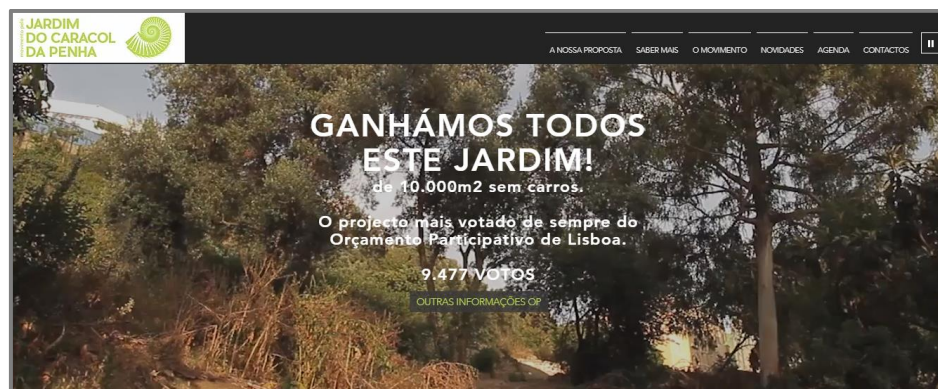 JARDIM
DO CARACOL
DA PENHA
A NOSSA PROPOSTA SABER MAIS O MOVIMENTO NOVIDADES AGENDA CONTACTOS
GANHÁMOS TODOS
ESTE JARDIM!
de 10.000m2 sem carros.
O projecto mais votado de sempre do
Orçamento Participativo de Lisboa.
9.477 VOTOS
OUTRAS INFORMAÇÕES OP